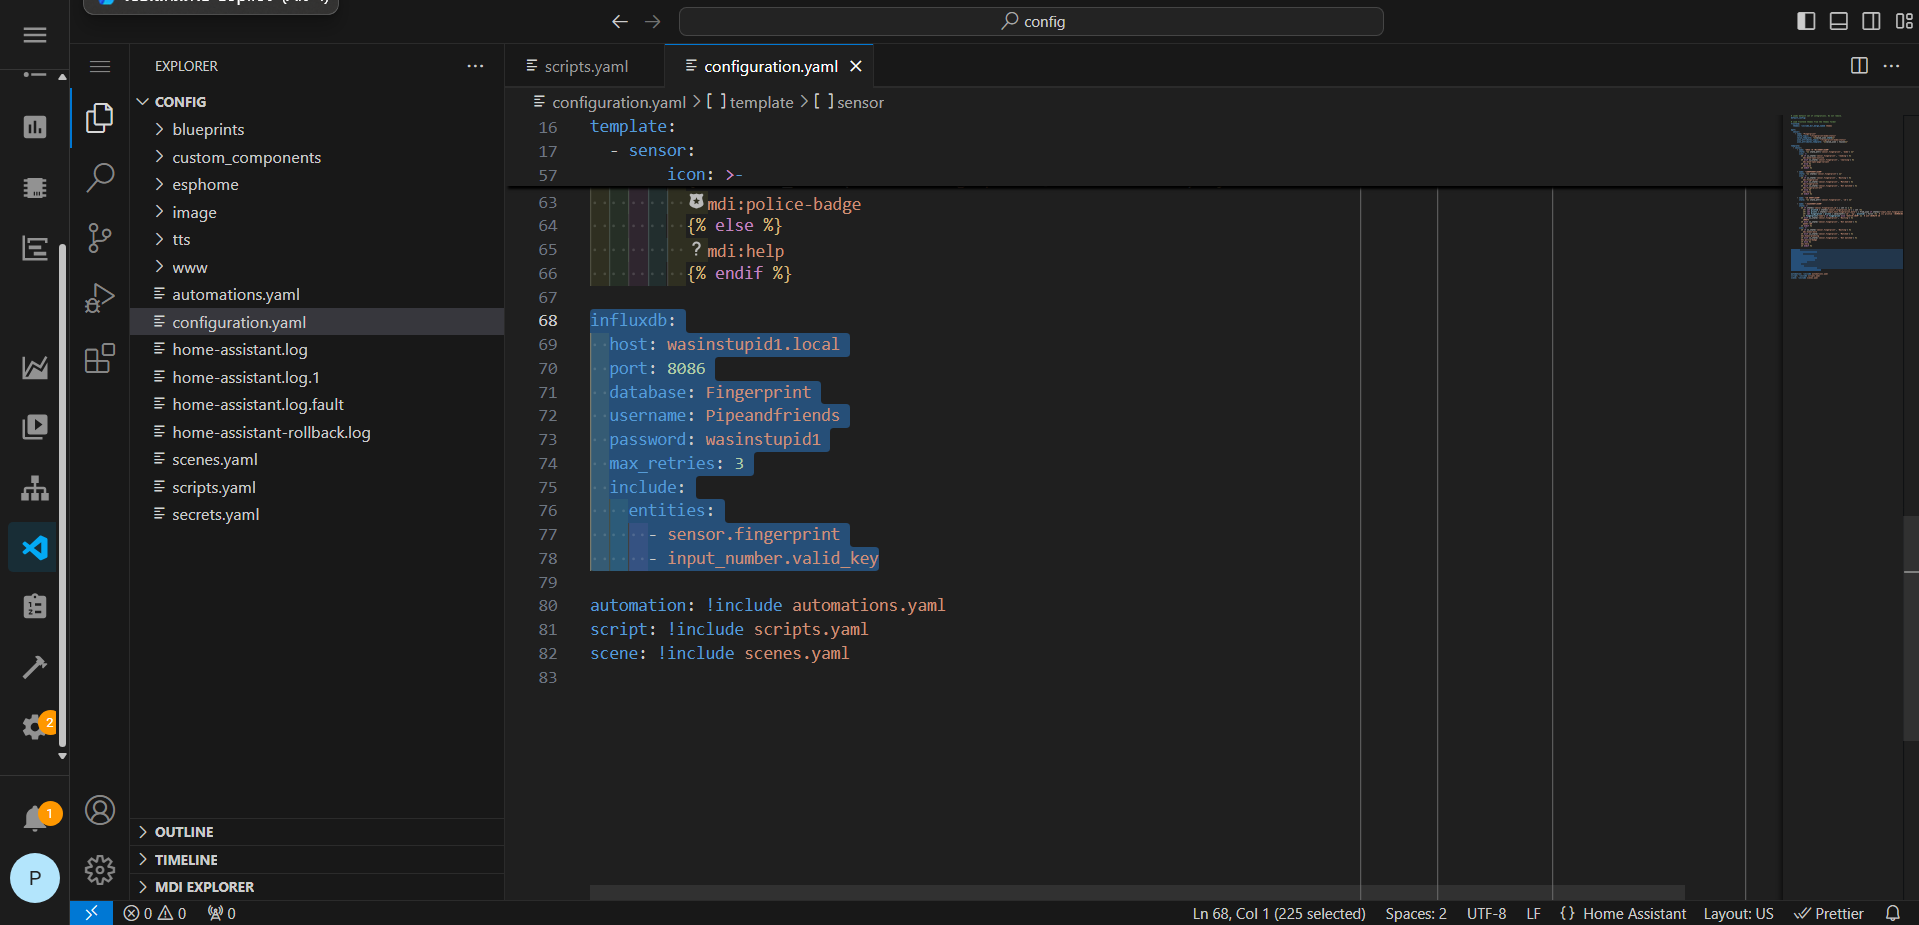 config
EXPLORER
CONFIG
blueprints
custom_components
esphome
image
tts
www
automations.yaml
configuration.yaml
home-assistant.log
home-assistant.log.1
home-assistant.log.fault
home-assistant-rollback.log
scenes.yaml
scripts.yaml
secrets.yaml
OUTLINE
TIMELINE
MDI EXPLORER
2
1
P
scripts.yaml
configuration.yaml
configuration.yaml > [ ] template > [ ] sensor
16 template:
17 - sensor:
57 icon: >-
63 mdi:police-badge
64 {% else %}
65 mdi:help
66 {% endif %}
67
68 influxdb:
69 host: wasinstupid1.local
70 port: 8086
71 database: Fingerprint
72 username: Pipeandfriends
73 password: wasinstupid1
74 max_retries: 3
75 include:
76 entities:
77 - sensor.fingerprint
78 - input_number.valid_key
79
80 automation: !include automations.yaml
81 script: !include scripts.yaml
82 scene: !include scenes.yaml
83
0 0 0
Ln 68, Col 1 (225 selected) Spaces: 2 UTF-8 LF {} Home Assistant Layout: US Prettier